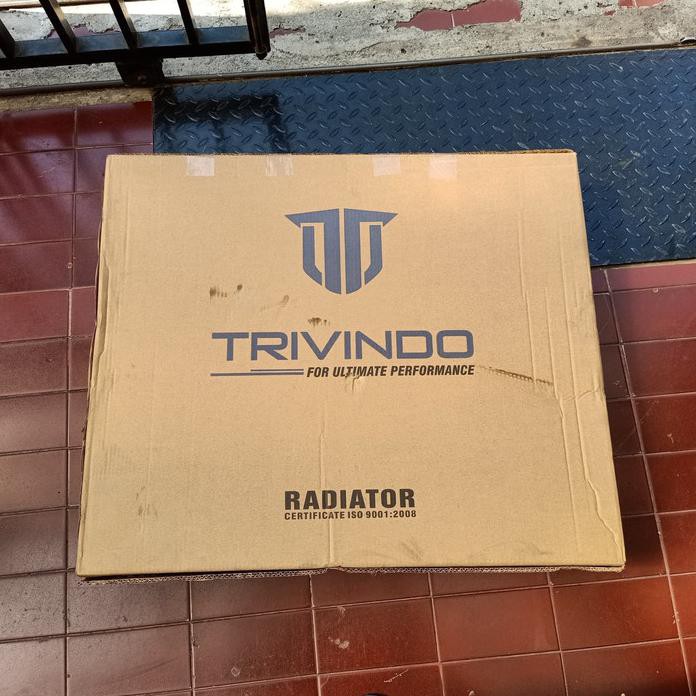 TRIVINDO
FOR ULTIMATE PERFORMANCE
RADIATOR
CERTIFICATE ISO 9001:2008